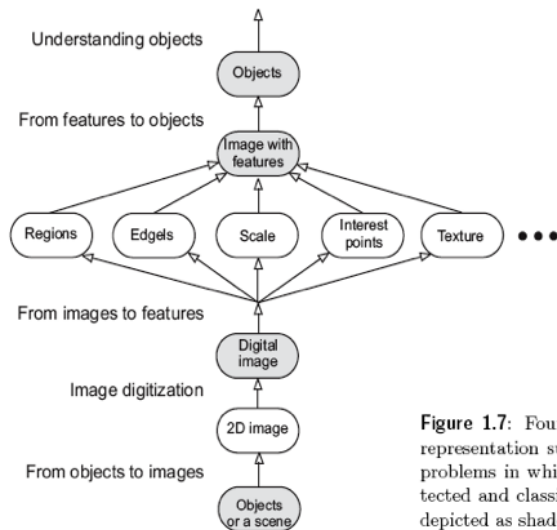 Understanding objects
Objects
From features to objects
Image with
features
Regions
Edgels
Scale
Interest
points
Texture
From images to features
Digital
image
Image digitization
2D image
From objects to images
Objects
or a scene
Figure 1.7: Fou
representation su
problems in whi
tected and classi
depicted as shad